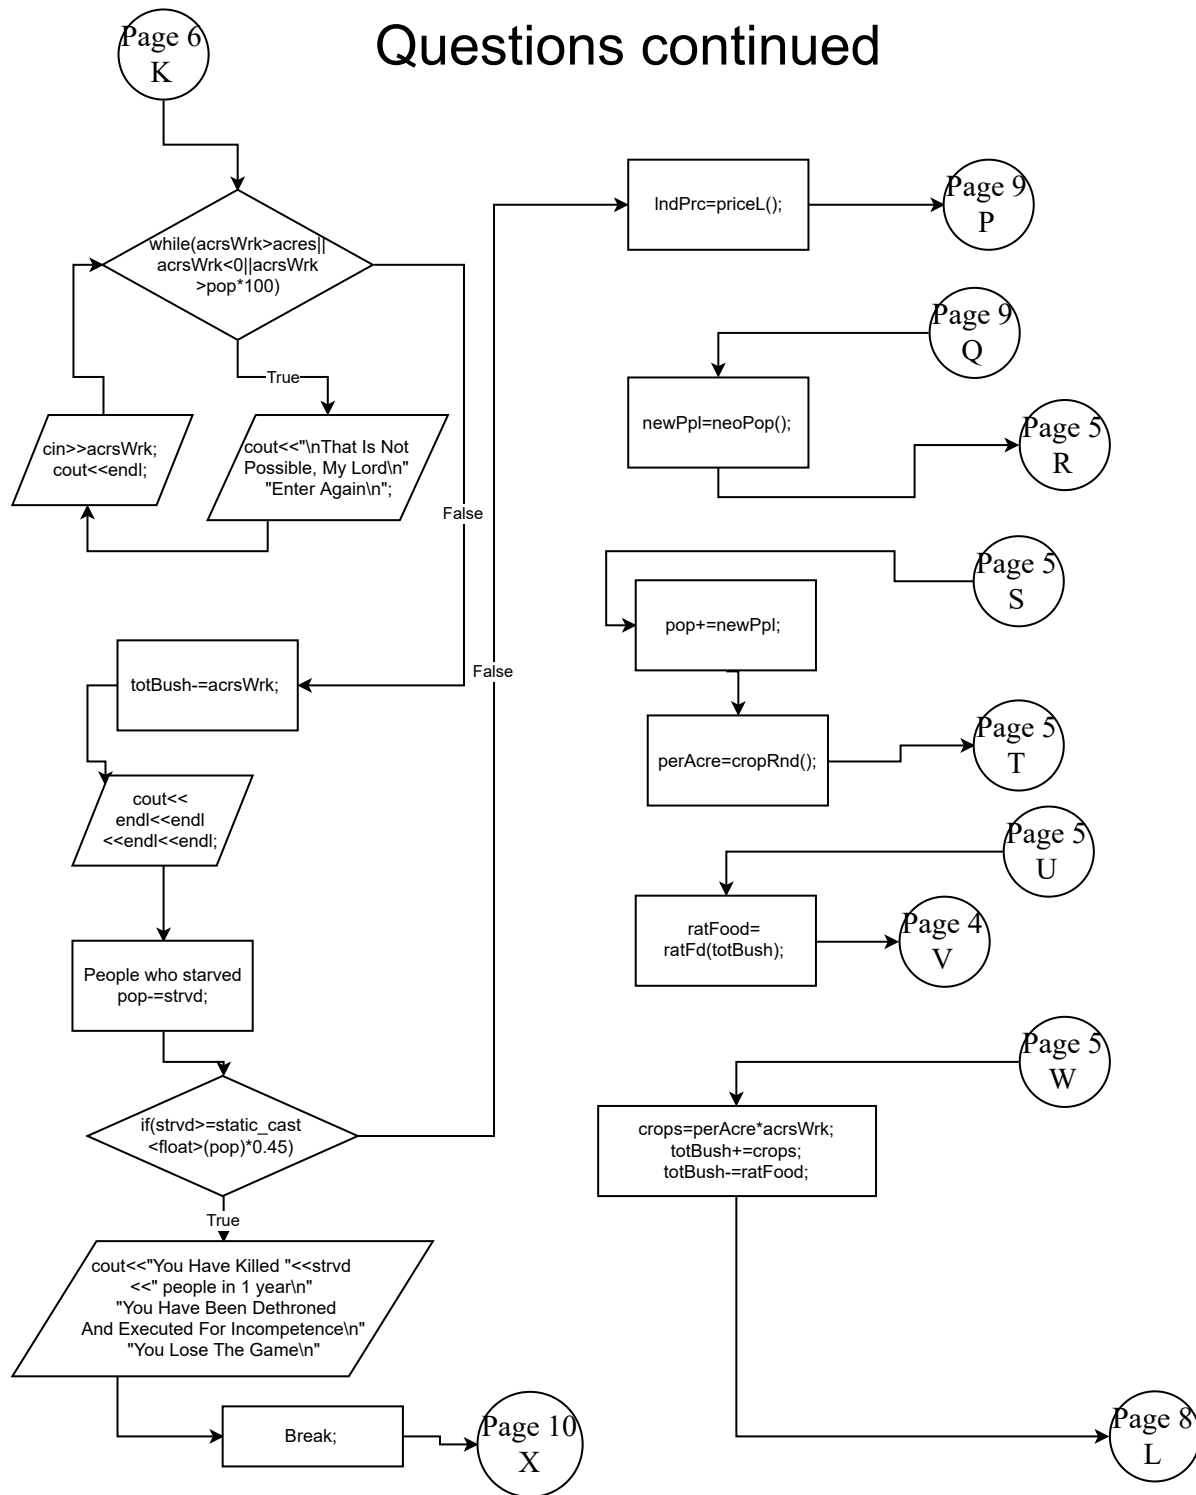 Questions continued
Page 6
K
while(acrsWrk>acres||
acrsWrk<0||acrsWrk
>pop*100)
True
False
cout<<"\nThat Is Not
Possible, My Lord\n"
"Enter Again\n";
cin>>acrsWrk;
cout<<endl;
totBush-=acrsWrk;
cout<<
endl<<endl
<<endl<<endl;
People who starved
pop-=strvd;
if(strvd>=static_cast
<float>(pop)*0.45)
False
True
cout<<"You Have Killed "<<strvd
<<" people in 1 year\n"
"You Have Been Dethroned
And Executed For Incompetence\n"
"You Lose The Game\n"
Break;
Page 10
X
lndPrc=priceL();
Page 9
P
Page 9
Q
newPpl=neoPop();
Page 5
R
Page 5
S
pop+=newPpl;
perAcre=cropRnd();
Page 5
T
Page 5
U
ratFood=
ratFd(totBush);
Page 4
V
Page 5
W
crops=perAcre*acrsWrk;
totBush+=crops;
totBush-=ratFood;
Page 8
L